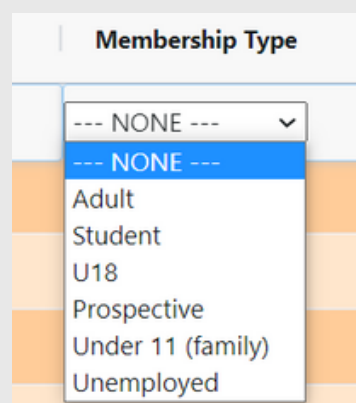 Membership Type
--- NONE ---
--- NONE ---
Adult
Student
U18
Prospective
Under 11 (family)
Unemployed